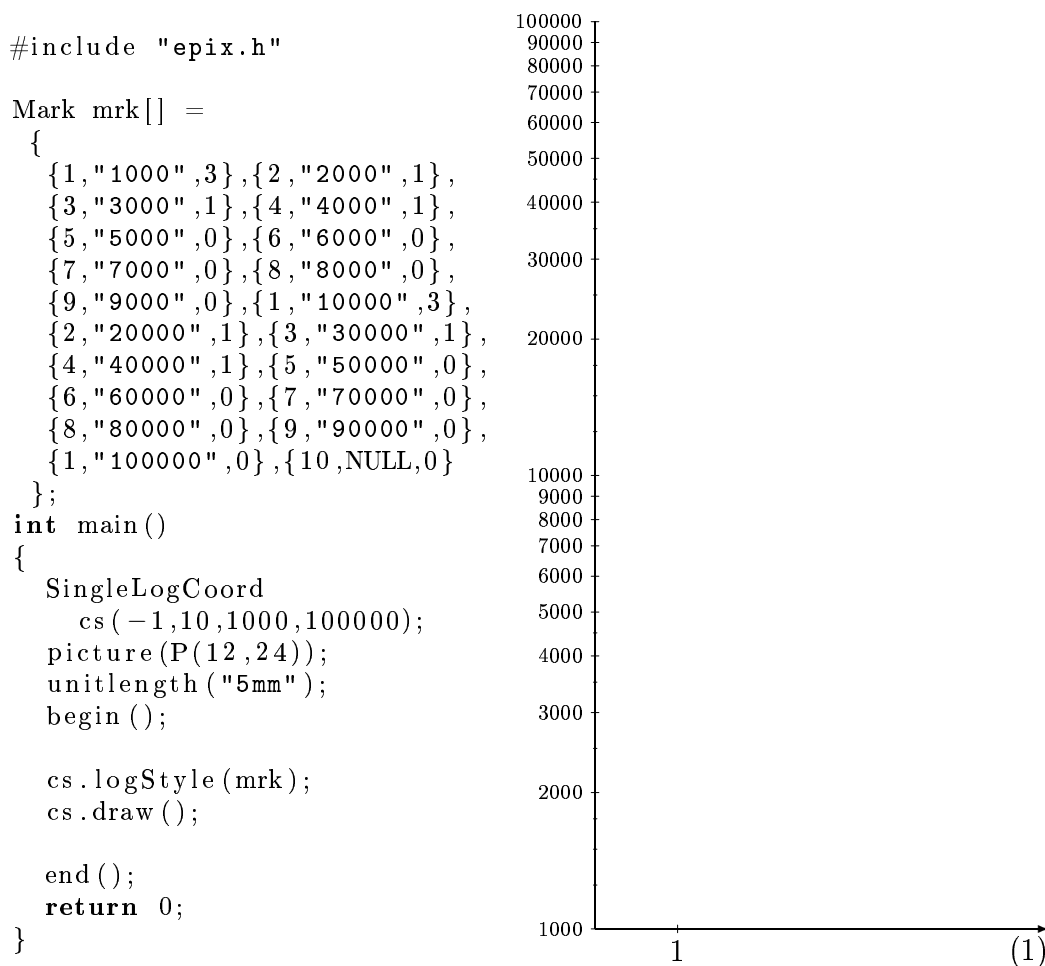 #include "epix.h"
Mark mrk[] =
{
{1,"1000",3},{2,"2000",1},
{3,"3000",1},{4,"4000",1},
{5,"5000",0},{6,"6000",0},
{7,"7000",0},{8,"8000",0},
{9,"9000",0},{1,"10000",3},
{2,"20000",1},{3,"30000",1},
{4,"40000",1},{5,"50000",0},
{6,"60000",0},{7,"70000",0},
{8,"80000",0},{9,"90000",0},
{1,"100000",0},{10,NULL,0}
};
int main()
{
SingleLogCoord
cs(-1,10,1000,100000);
picture(P(12,24));
unitlength("5mm");
begin();
cs.logStyle(mrk);
cs.draw();
end();
return 0;
}
100000
90000
80000
70000
60000
50000
40000
30000
20000
10000
9000
8000
7000
6000
5000
4000
3000
2000
1000
1 (1)